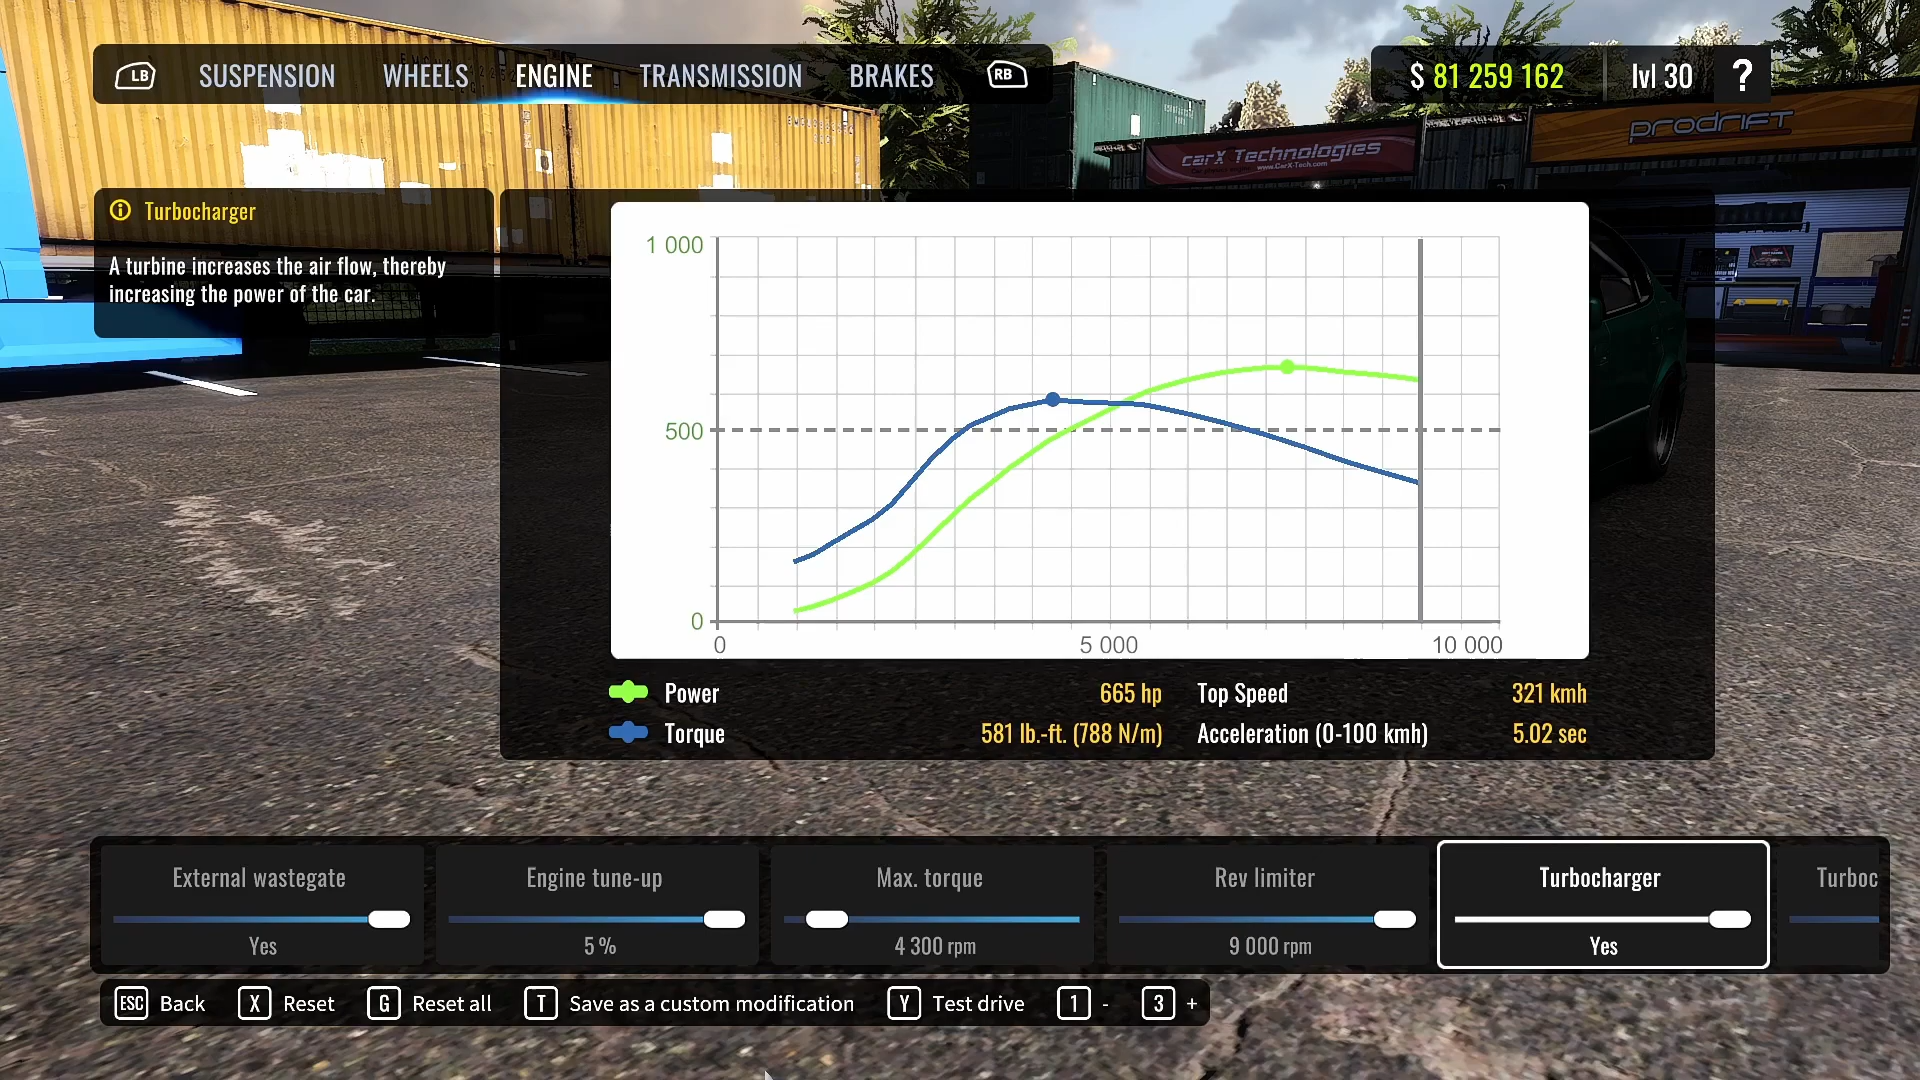 LB SUSPENSION WHEELS ENGINE TRANSMISSION BRAKES RB
$ 81 259 162 lvl 30 ?
prodrift
carX Technologies
www.CarX-Tech.com
Turbocharger
A turbine increases the air flow, thereby
increasing the power of the car.
1 000
500
0
0 5 000 10 000
Power 665 hp Top Speed 321 kmh
Torque 581 lb.-ft. (788 N/m) Acceleration (0-100 kmh) 5.02 sec
External wastegate Engine tune-up Max. torque Rev limiter Turbocharger Turboc
Yes 5 % 4 300 rpm 9 000 rpm Yes
ESC Back X Reset G Reset all T Save as a custom modification Y Test drive 1 - 3 +